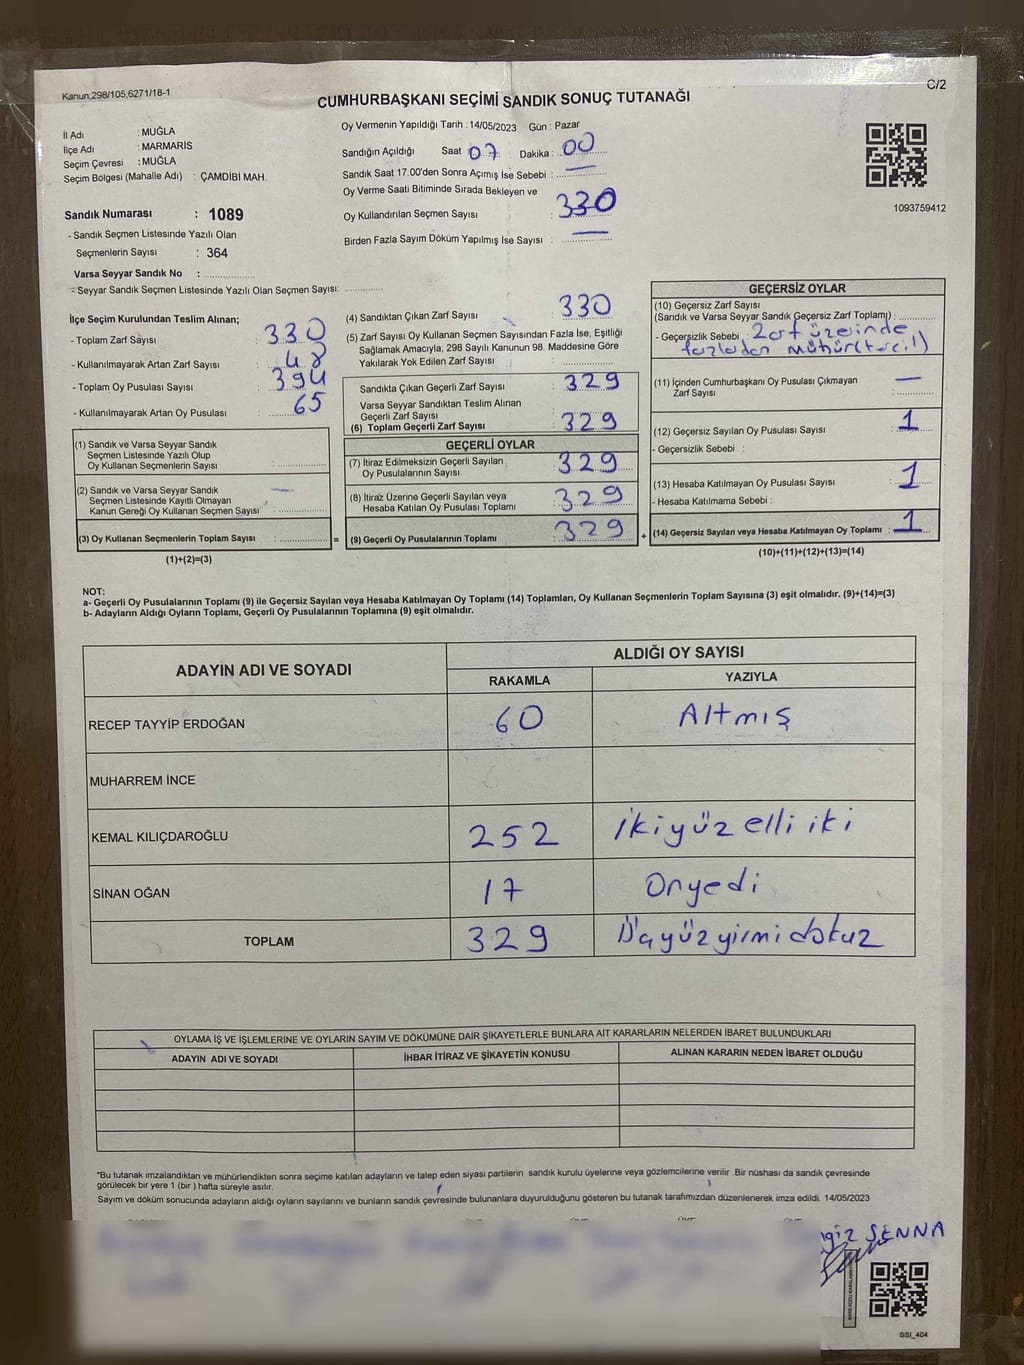 Kanun;298/105;6271/18-1
C/2
CUMHURBAŞKANI SEÇİMİ SANDIK SONUÇ TUTANAĞI
İl Adı : MUĞLA
İlçe Adı : MARMARİS
Seçim Çevresi : MUĞLA
Seçim Bölgesi (Mahalle Adı) : ÇAMDİBİ MAH.
Sandık Numarası : 1089
- Sandık Seçmen Listesinde Yazılı Olan
Seçmenlerin Sayısı : 364
Varsa Seyyar Sandık No :
- Seyyar Sandık Seçmen Listesinde Yazılı Olan Seçmen Sayısı:
Oy Vermenin Yapıldığı Tarih : 14/05/2023 Gün : Pazar
Sandığın Açıldığı Saat 07 Dakika : 00
Sandık Saat 17.00'den Sonra Açımış İse Sebebi : —
Oy Verme Saati Bitiminde Sırada Bekleyen ve
Oy Kullandırılan Seçmen Sayısı : 330
Birden Fazla Sayım Döküm Yapılmış İse Sayısı : —
1093759412
İlçe Seçim Kurulundan Teslim Alınan;
- Toplam Zarf Sayısı : 330
- Kullanılmayarak Artan Zarf Sayısı : 48
- Toplam Oy Pusulası Sayısı : 394
- Kullanılmayarak Artan Oy Pusulası : 65
(1) Sandık ve Varsa Seyyar Sandık
Seçmen Listesinde Yazılı Olup
Oy Kullanan Seçmenlerin Sayısı :
(2) Sandık ve Varsa Seyyar Sandık
Seçmen Listesinde Kayıtlı Olmayan
Kanun Gereği Oy Kullanan Seçmen Sayısı : —
(3) Oy Kullanan Seçmenlerin Toplam Sayısı : =
(1)+(2)=(3)
(4) Sandıktan Çıkan Zarf Sayısı : 330
(5) Zarf Sayısı Oy Kullanan Seçmen Sayısından Fazla İse, Eşitliği
Sağlamak Amacıyla, 298 Sayılı Kanunun 98. Maddesine Göre
Yakılarak Yok Edilen Zarf Sayısı :
Sandıkta Çıkan Geçerli Zarf Sayısı : 329
Varsa Seyyar Sandıktan Teslim Alınan
Geçerli Zarf Sayısı :
(6) Toplam Geçerli Zarf Sayısı : 329
GEÇERLİ OYLAR
(7) İtiraz Edilmeksizin Geçerli Sayılan
Oy Pusulalarının Sayısı : 329
(8) İtiraz Üzerine Geçerli Sayılan veya
Hesaba Katılan Oy Pusulası Toplamı : 329
(9) Geçerli Oy Pusulalarının Toplamı : 329 +
GEÇERSİZ OYLAR
(10) Geçersiz Zarf Sayısı
(Sandık ve Varsa Seyyar Sandık Geçersiz Zarf Toplamı) :
- Geçersizlik Sebebi : Zarf üzerinde
fazladan mühür(tercil)
(11) İçinden Cumhurbaşkanı Oy Pusulası Çıkmayan
Zarf Sayısı : —
(12) Geçersiz Sayılan Oy Pusulası Sayısı : 1
- Geçersizlik Sebebi :
(13) Hesaba Katılmayan Oy Pusulası Sayısı : 1
- Hesaba Katılmama Sebebi :
(14) Geçersiz Sayılan veya Hesaba Katılmayan Oy Toplamı : 1
(10)+(11)+(12)+(13)=(14)
NOT:
a- Geçerli Oy Pusulalarının Toplamı (9) ile Geçersiz Sayılan veya Hesaba Katılmayan Oy Toplamı (14) Toplamları, Oy Kullanan Seçmenlerin Toplam Sayısına (3) eşit olmalıdır. (9)+(14)=(3)
b- Adayların Aldığı Oyların Toplamı, Geçerli Oy Pusulalarının Toplamına (9) eşit olmalıdır.
ADAYIN ADI VE SOYADI
ALDIĞI OY SAYISI
RAKAMLA YAZIYLA
RECEP TAYYİP ERDOĞAN 60 Altmış
MUHARREM İNCE
KEMAL KILIÇDAROĞLU 252 ikiyüz elli iki
SİNAN OĞAN 17 Onyedi
TOPLAM 329 Üçyüz yirmi dokuz
OYLAMA İŞ VE İŞLEMLERİNE VE OYLARIN SAYIM VE DÖKÜMÜNE DAİR ŞİKAYETLERLE BUNLARA AİT KARARLARIN NELERDEN İBARET BULUNDUKLARI
ADAYIN ADI VE SOYADI İHBAR İTİRAZ VE ŞİKAYETİN KONUSU ALINAN KARARIN NEDEN İBARET OLDUĞU
*Bu tutanak imzalandıktan ve mühürlendikten sonra seçime katılan adayların ve talep eden siyasi partilerin sandık kurulu üyelerine veya gözlemcilerine verilir. Bir nüshası da sandık çevresinde
görülecek bir yere 1 (bir ) hafta süreyle asılır.
Sayım ve döküm sonucunda adayların aldığı oyların sayılarını ve bunların sandık çevresinde bulunanlara duyurulduğunu gösteren bu tutanak tarafımızdan düzenlenerek imza edildi. 14/05/2023
ŞENNA
SSI_404